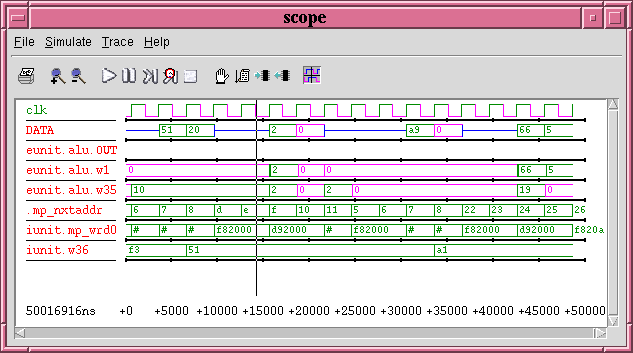 scope
File Simulate Trace Help
clk
DATA 51 20 2 0 a9 0 66 5
eunit.alu.OUT
eunit.alu.w1 0 2 0 0 66 5
eunit.alu.w35 10 2 0 2 0 19 0
.mp_nxtaddr 6 7 8 d e f 10 11 5 6 7 8 22 23 24 25 26
iunit.mp_wrd0 # # # f82000 d92000 # f82000 # # f82000 d92000 f820a
iunit.w36 f3 51 a1
50016916ns +0 +5000 +10000 +15000 +20000 +25000 +30000 +35000 +40000 +45000 +50000